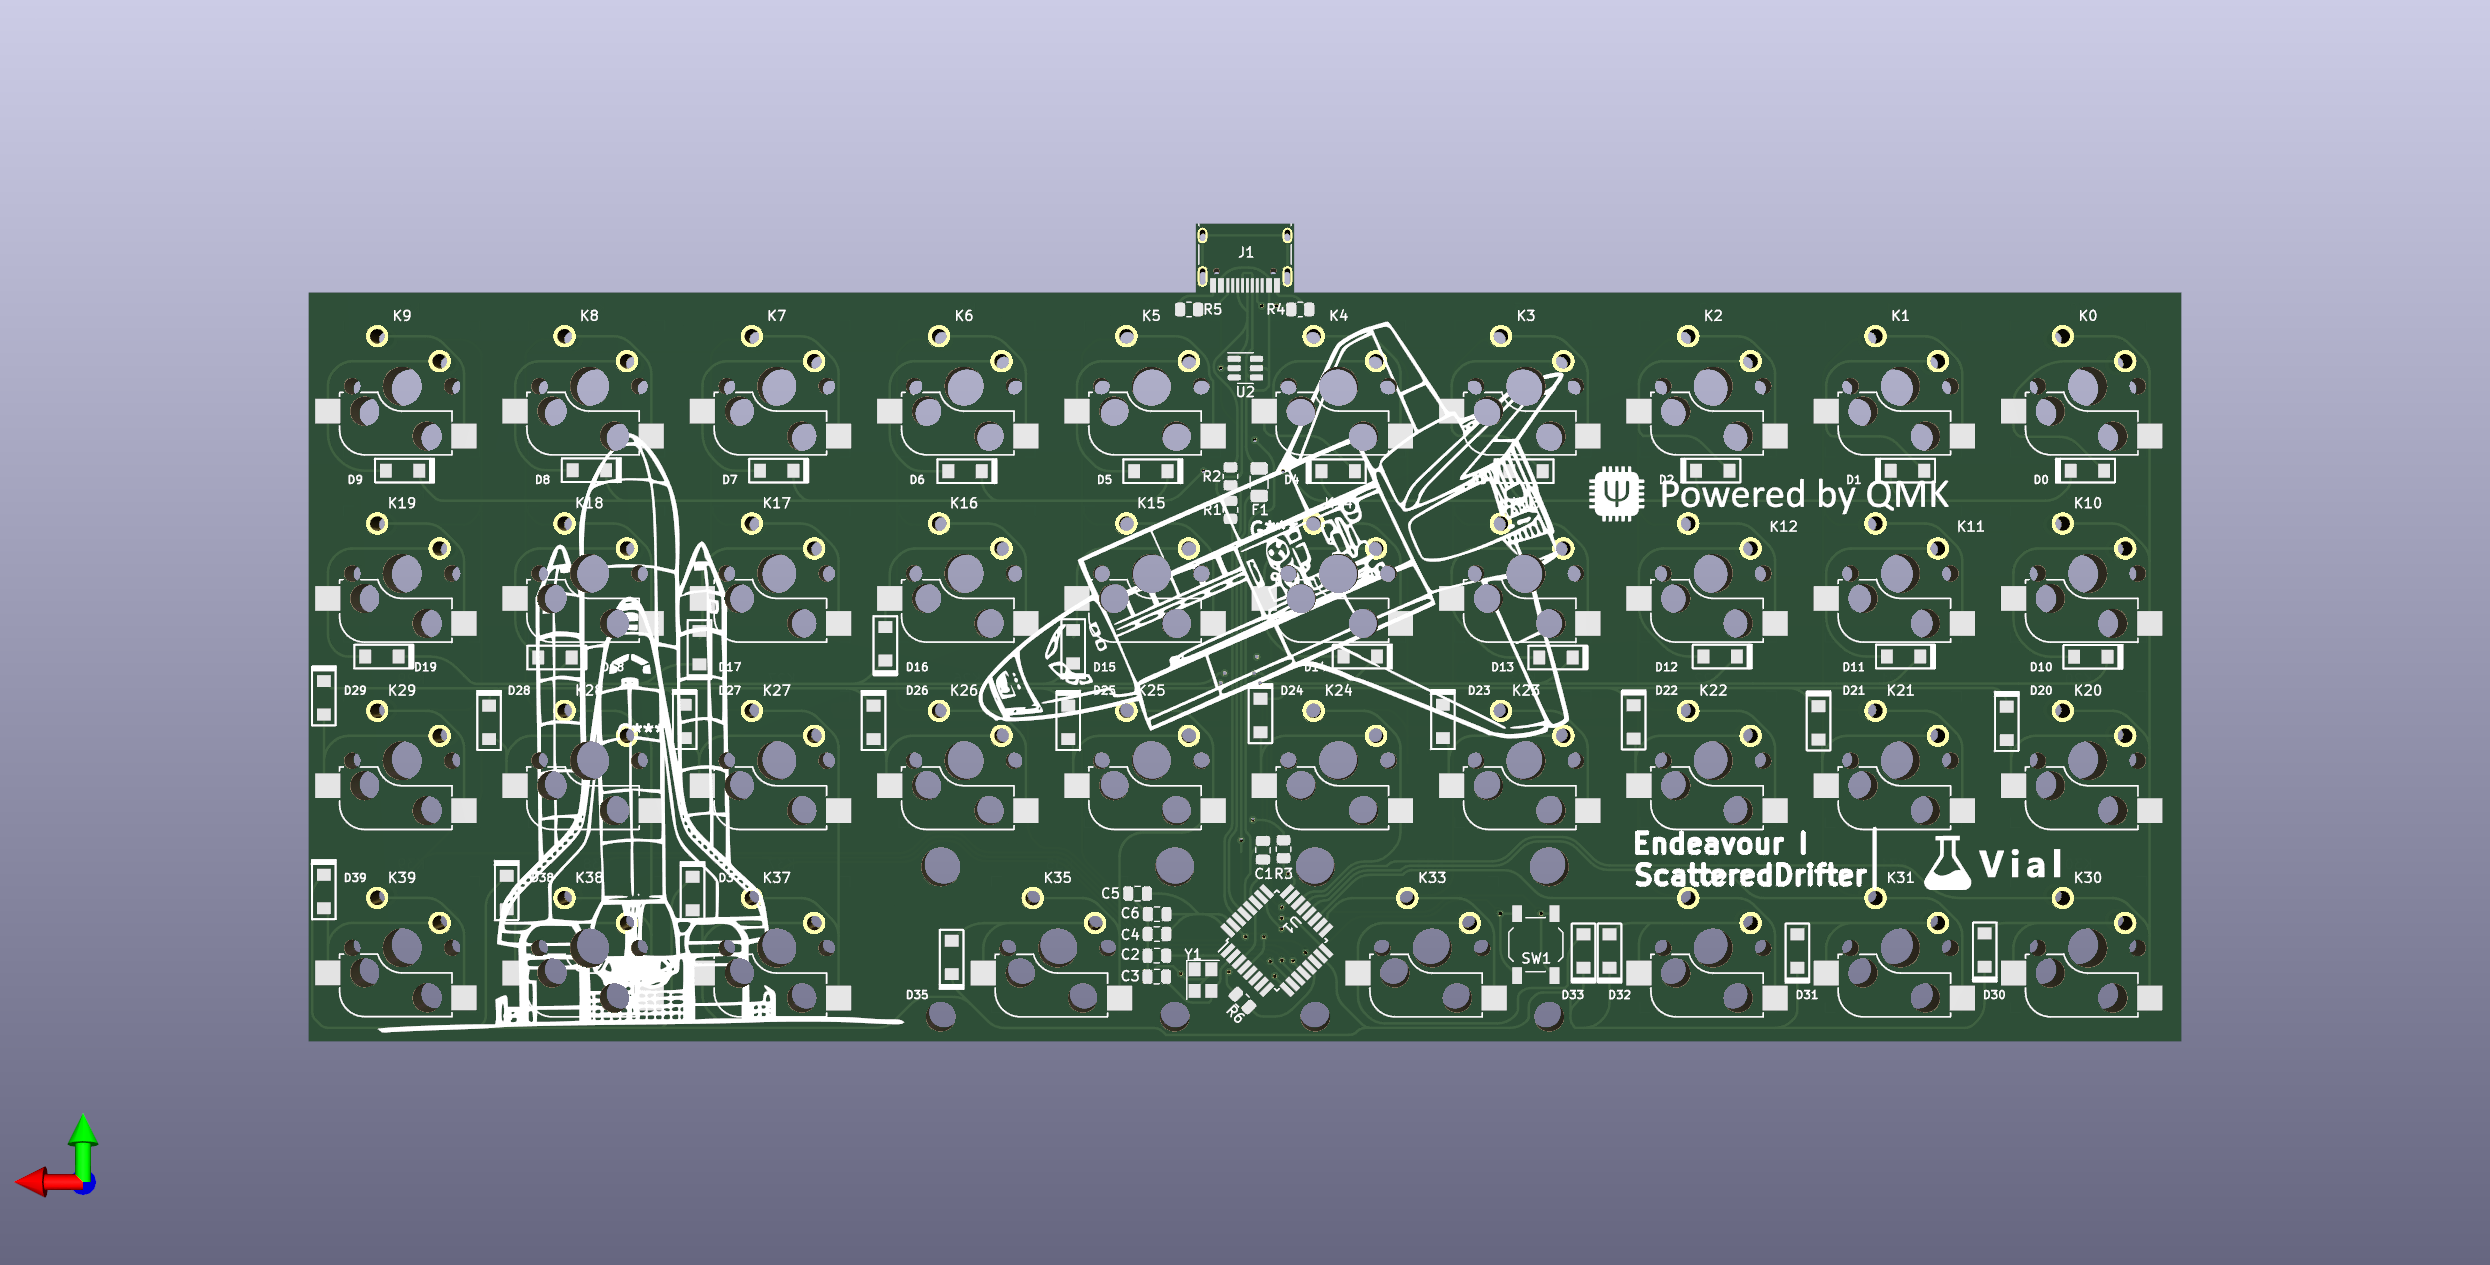 J1
R5 R4
K9 K8 K7 K6 K5 K4 K3 K2 K1 K0
U2
D9 D8 D7 D6 D5 D4 D2 D1 D0
R2
Powered by QMK
R1 F1
K19 K18 K17 K16 K15 K10
K12 K11
G***
D19 D18 D17 D16 D15 D14 D13 D12 D11 D10
D29 D28 D27 D26 D25 D24 D23 D22 D21 D20
K29 K28 K27 K26 K25 K24 K23 K22 K21 K20
Endeavour I
ScatteredDrifter
Vial
C1 R3
D39 D38
K39 K38 K37 K35 K33 K31 K30
C5
C6
C4
C2
C3
Y1
U1
R6
SW1
D35 D33 D32 D31 D30